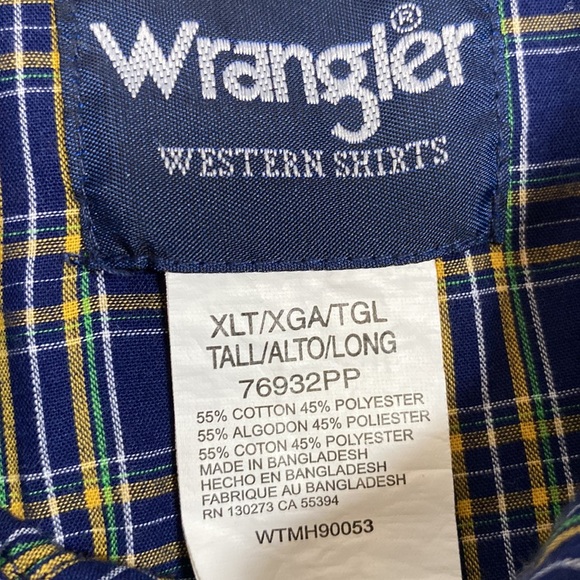 Wrangler®
WESTERN SHIRTS
XLT/XGA/TGL
TALL/ALTO/LONG
76932PP
55% COTTON 45% POLYESTER
55% ALGODON 45% POLIESTER
55% COTON 45% POLYESTER
MADE IN BANGLADESH
HECHO EN BANGLADESH
FABRIQUE AU BANGLADESH
RN 130273 CA 55394
WTMH90053